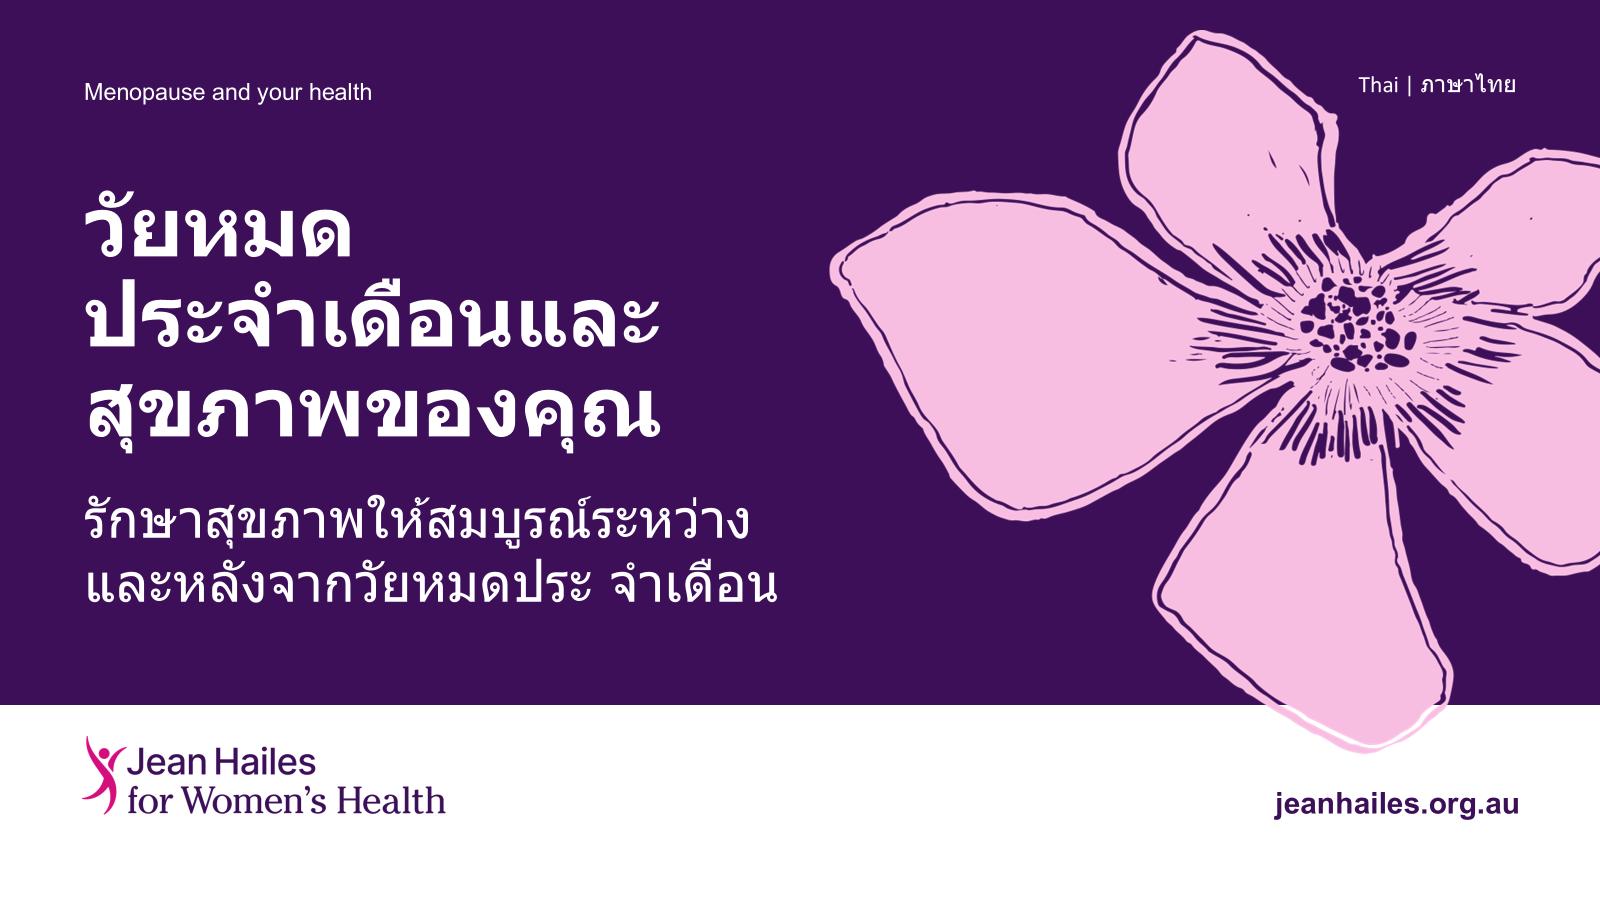 Menopause and your health
Thai | ภาษาไทย
วัยหมด
ประจำเดือนและ
สุขภาพของคุณ
รักษาสุขภาพให้สมบูรณ์ระหว่าง
และหลังจากวัยหมดประ จำเดือน
Jean Hailes
for Women's Health
jeanhailes.org.au